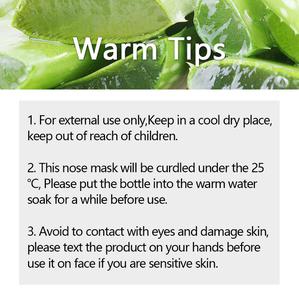 Warm Tips
1. For external use only,Keep in a cool dry place,
keep out of reach of children.
2. This nose mask will be curdled under the 25
℃, Please put the bottle into the warm water
soak for a while before use.
3. Avoid to contact with eyes and damage skin,
please text the product on your hands before
use it on face if you are sensitive skin.